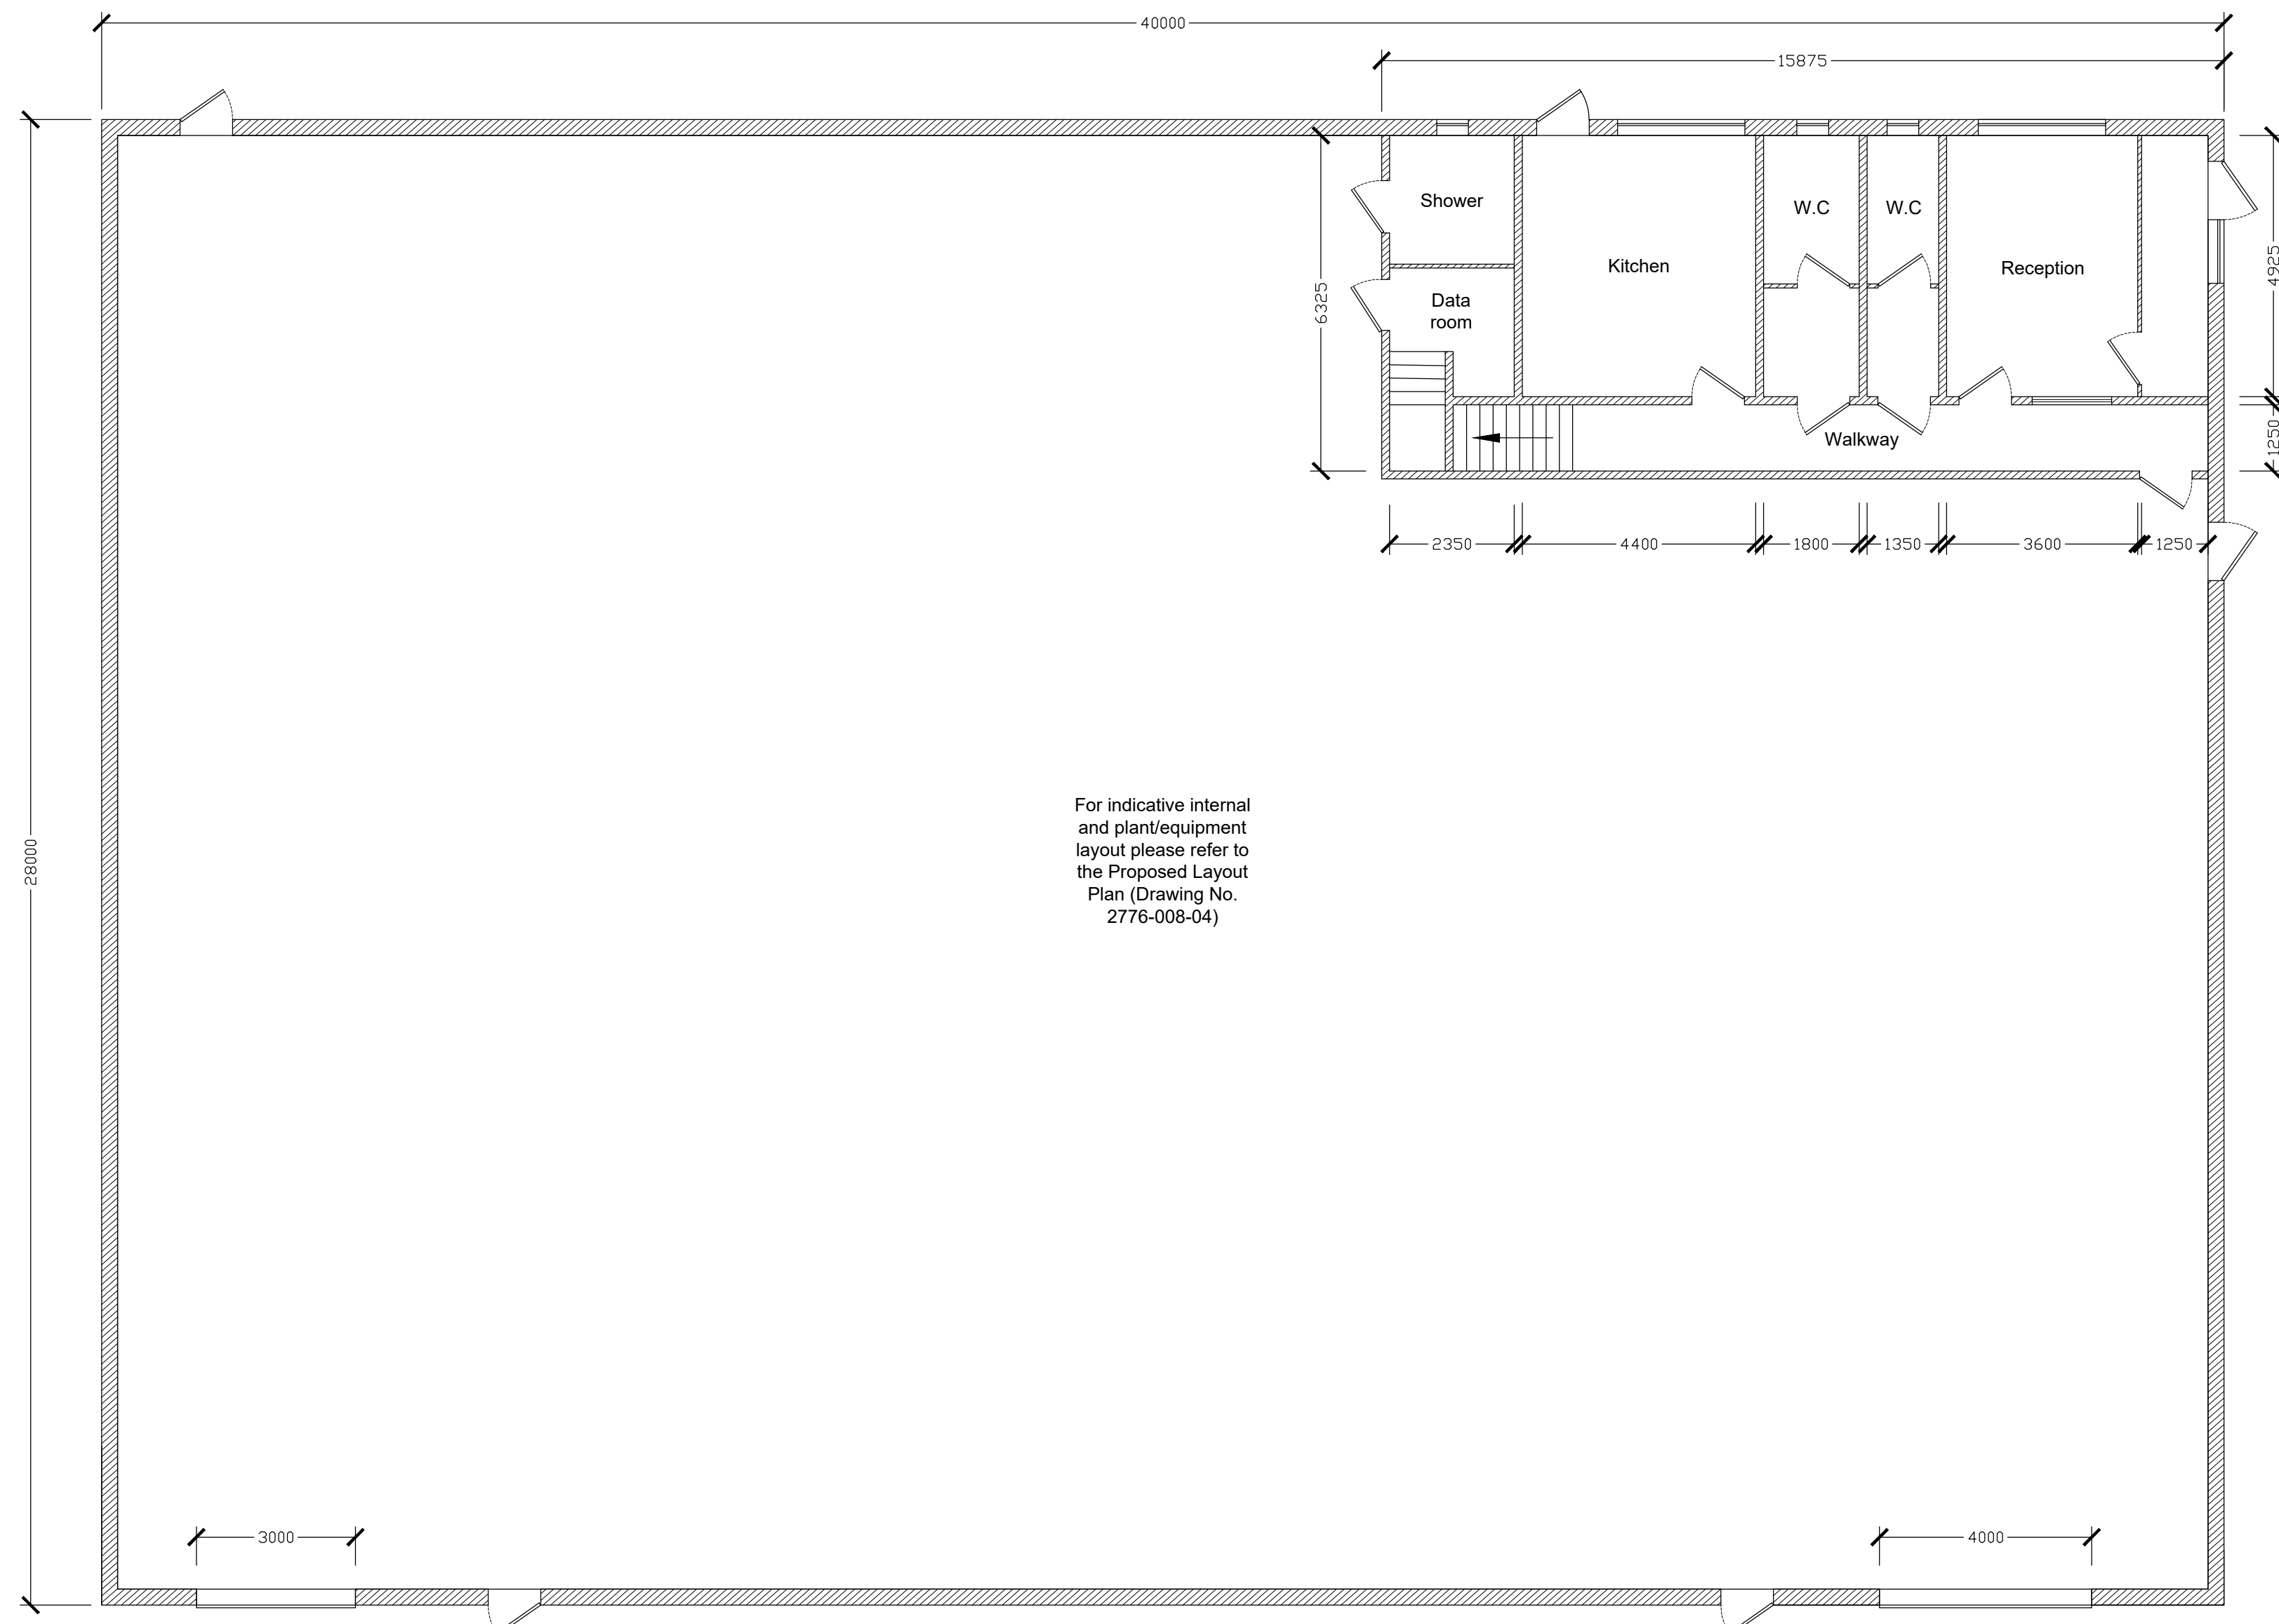 40000
15875
Shower
W.C
W.C
Kitchen
Reception
4925
6325
Data
room
1250
Walkway
2350
4400
1800
1350
3600
1250
28000
For indicative internal
and plant/equipment
layout please refer to
the Proposed Layout
Plan (Drawing No.
2776-008-04)
3000
4000